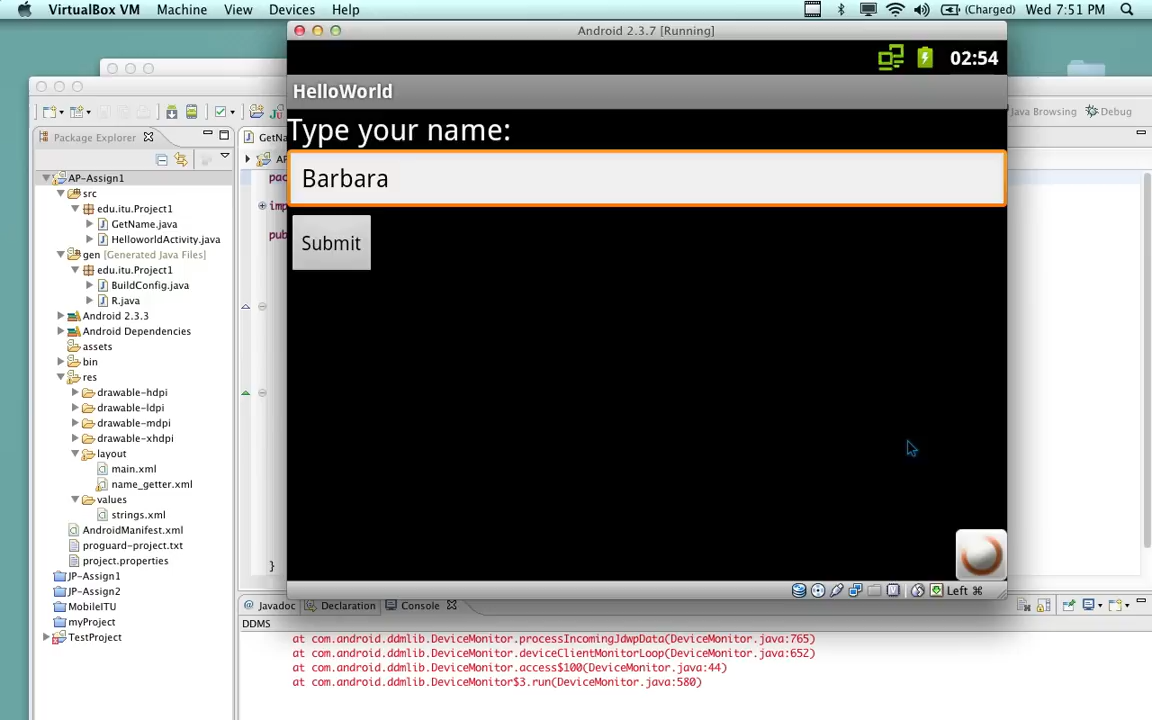 VirtualBox VM Machine View Devices Help (Charged) Wed 7:51 PM
Android 2.3.7 [Running]
02:54
HelloWorld
Type your name:
Barbara
Submit
Left ⌘
Java Browsing Debug
Package Explorer
AP-Assign1
src
edu.itu.Project1
GetName.java
HelloworldActivity.java
gen [Generated Java Files]
edu.itu.Project1
BuildConfig.java
R.java
Android 2.3.3
Android Dependencies
assets
bin
res
drawable-hdpi
drawable-ldpi
drawable-mdpi
drawable-xhdpi
layout
main.xml
name_getter.xml
values
strings.xml
AndroidManifest.xml
proguard-project.txt
project.properties
JP-Assign1
JP-Assign2
MobileITU
myProject
TestProject
GetNa
AP
pac
imp
pub
}
Javadoc Declaration Console
DDMS
at com.android.ddmlib.DeviceMonitor.processIncomingJdwpData(DeviceMonitor.java:765)
at com.android.ddmlib.DeviceMonitor.deviceClientMonitorLoop(DeviceMonitor.java:652)
at com.android.ddmlib.DeviceMonitor.access$100(DeviceMonitor.java:44)
at com.android.ddmlib.DeviceMonitor$3.run(DeviceMonitor.java:580)